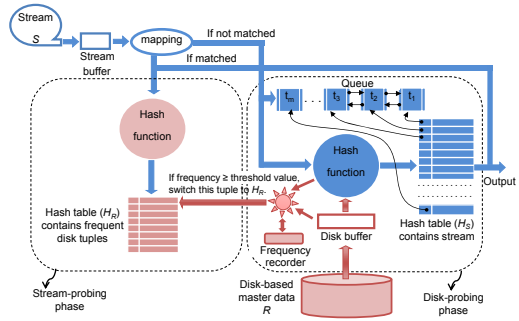 Stream
S
Stream
buffer
mapping
If not matched
If matched
Queue
tm
. . .
t3
t2
t1
Hash
function
Hash
function
If frequency ≥ threshold value,
switch this tuple to HR.
Output
Hash table (HR)
contains frequent
disk tuples
Frequency
recorder
Disk buffer
Hash table (HS)
contains stream
Stream-probing
phase
Disk-based
master data
R
Disk-probing
phase